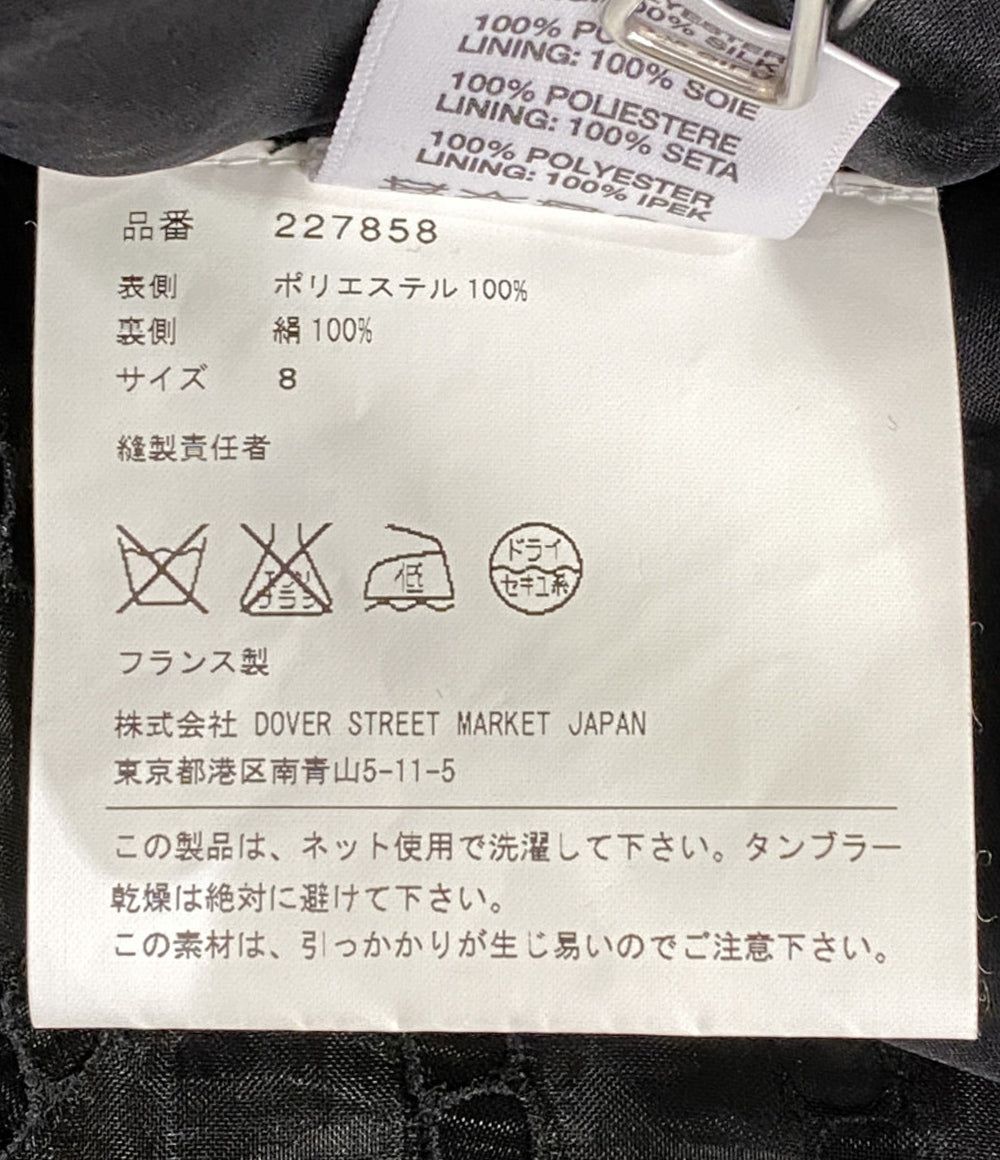 100%
LINING: 100% SOIE
100% POLIESTERE
LINING: 100% SETA
100% POLYESTER
LINING: 100% IPEK
品番 227858
表側 ポリエステル 100%
裏側 絹 100%
サイズ 8
縫製責任者
エンソ
サラシ
低
ドライ
セキユ系
フランス製
株式会社 DOVER STREET MARKET JAPAN
東京都港区南青山5-11-5
この製品は、ネット使用で洗濯して下さい。タンブラー
乾燥は絶対に避けて下さい。
この素材は、引っかかりが生じ易いのでご注意下さい。